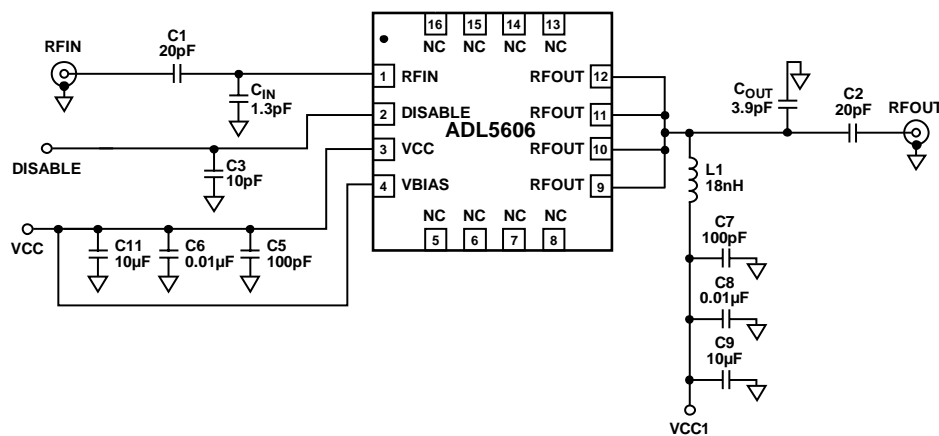 16 15 14 13
NC NC NC NC
RFIN
C1
20pF
1 RFIN
C_IN
1.3pF
2 DISABLE
DISABLE
C3
10pF
3 VCC
4 VBIAS
VCC
C11
10µF
C6
0.01µF
C5
100pF
ADL5606
RFOUT 12
RFOUT 11
RFOUT 10
RFOUT 9
NC NC NC NC
5 6 7 8
C_OUT
3.9pF
C2
20pF
RFOUT
L1
18nH
C7
100pF
C8
0.01µF
C9
10µF
VCC1